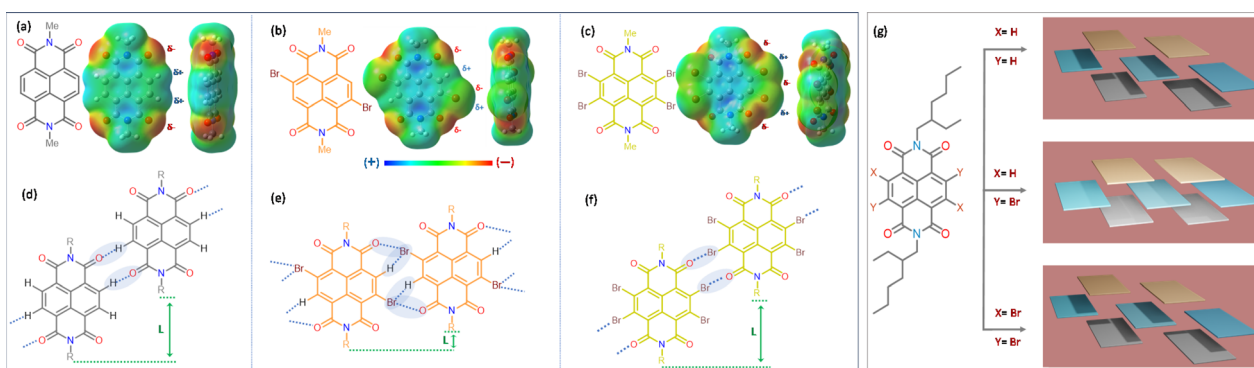 (a)
Me
O N O
O N O
Me
δ-
δ+
δ+
δ-
(b)
Me
O N O
Br
Br
O N O
Me
δ-
δ+
δ-
δ+
δ-
(+) (−)
(c)
Me
O N O
Br Br
Br Br
O N O
Me
δ-
δ+
δ-
δ+
δ-
(d)
R
O N O
H H
H H
O N O
R
R
O N O
H H
H H
O N O
R
L
(e)
R
O N O
Br H
H Br
O N O
R
R
O N O
Br H
H Br
O N O
R
L
(f)
R
O N O
Br Br
Br Br
O N O
R
R
O N O
Br Br
Br Br
O N O
R
L
(g)
O N O
X Y
Y X
O N O
X= H
Y= H
X= H
Y= Br
X= Br
Y= Br